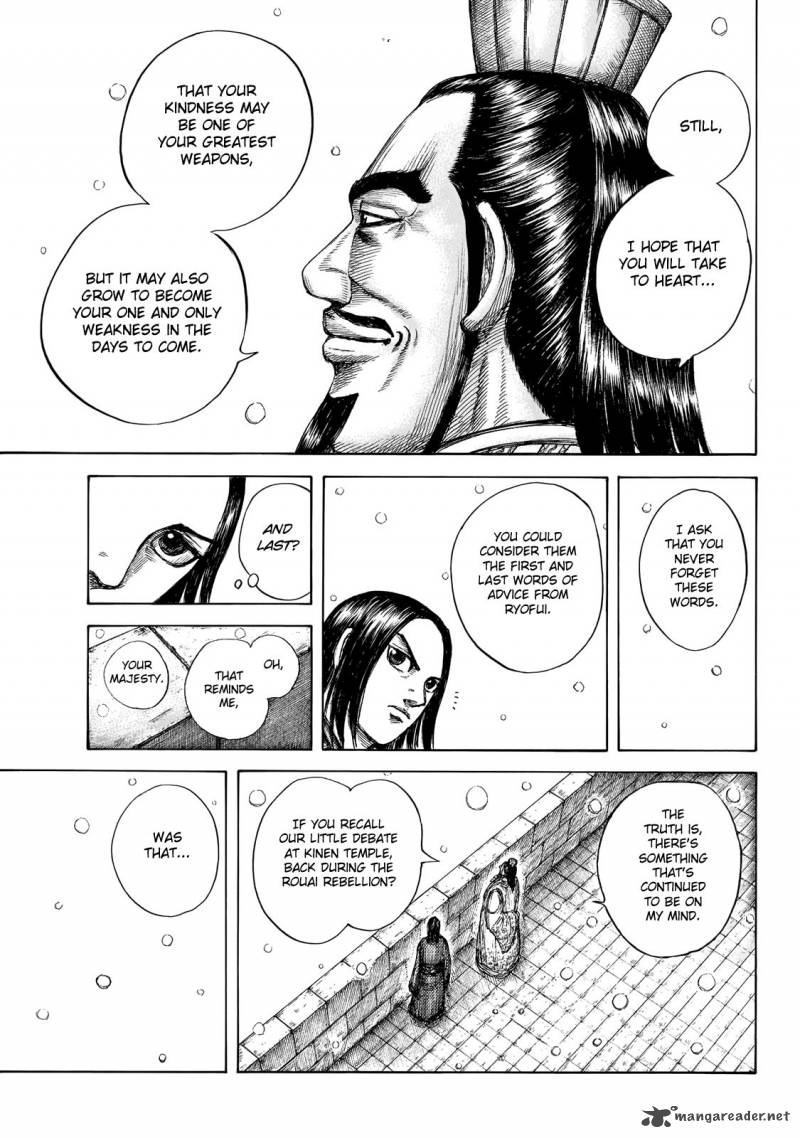 STILL,
I HOPE THAT
YOU WILL TAKE
TO HEART...
THAT YOUR
KINDNESS MAY
BE ONE OF
YOUR GREATEST
WEAPONS,
BUT IT MAY ALSO
GROW TO BECOME
YOUR ONE AND ONLY
WEAKNESS IN THE
DAYS TO COME.
I ASK
THAT YOU
NEVER
FORGET
THESE
WORDS.
YOU COULD
CONSIDER THEM
THE FIRST AND
LAST WORDS OF
ADVICE FROM
RYOFUI.
AND
LAST?
OH,
THAT
REMINDS
ME,
YOUR
MAJESTY.
THE
TRUTH IS,
THERE'S
SOMETHING
THAT'S
CONTINUED
TO BE ON
MY MIND.
IF YOU RECALL
OUR LITTLE DEBATE
AT KINEN TEMPLE,
BACK DURING THE
ROUAI REBELLION?
WAS
THAT...
mangareader.net